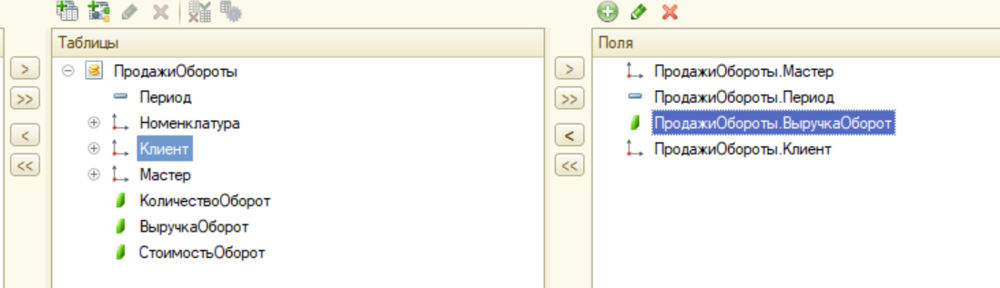 Таблицы
ПродажиОбороты
Период
Номенклатура
Клиент
Мастер
КоличествоОборот
ВыручкаОборот
СтоимостьОборот
>
>>
<
<<
>
>>
<
<<
Поля
ПродажиОбороты.Мастер
ПродажиОбороты.Период
ПродажиОбороты.ВыручкаОборот
ПродажиОбороты.Клиент